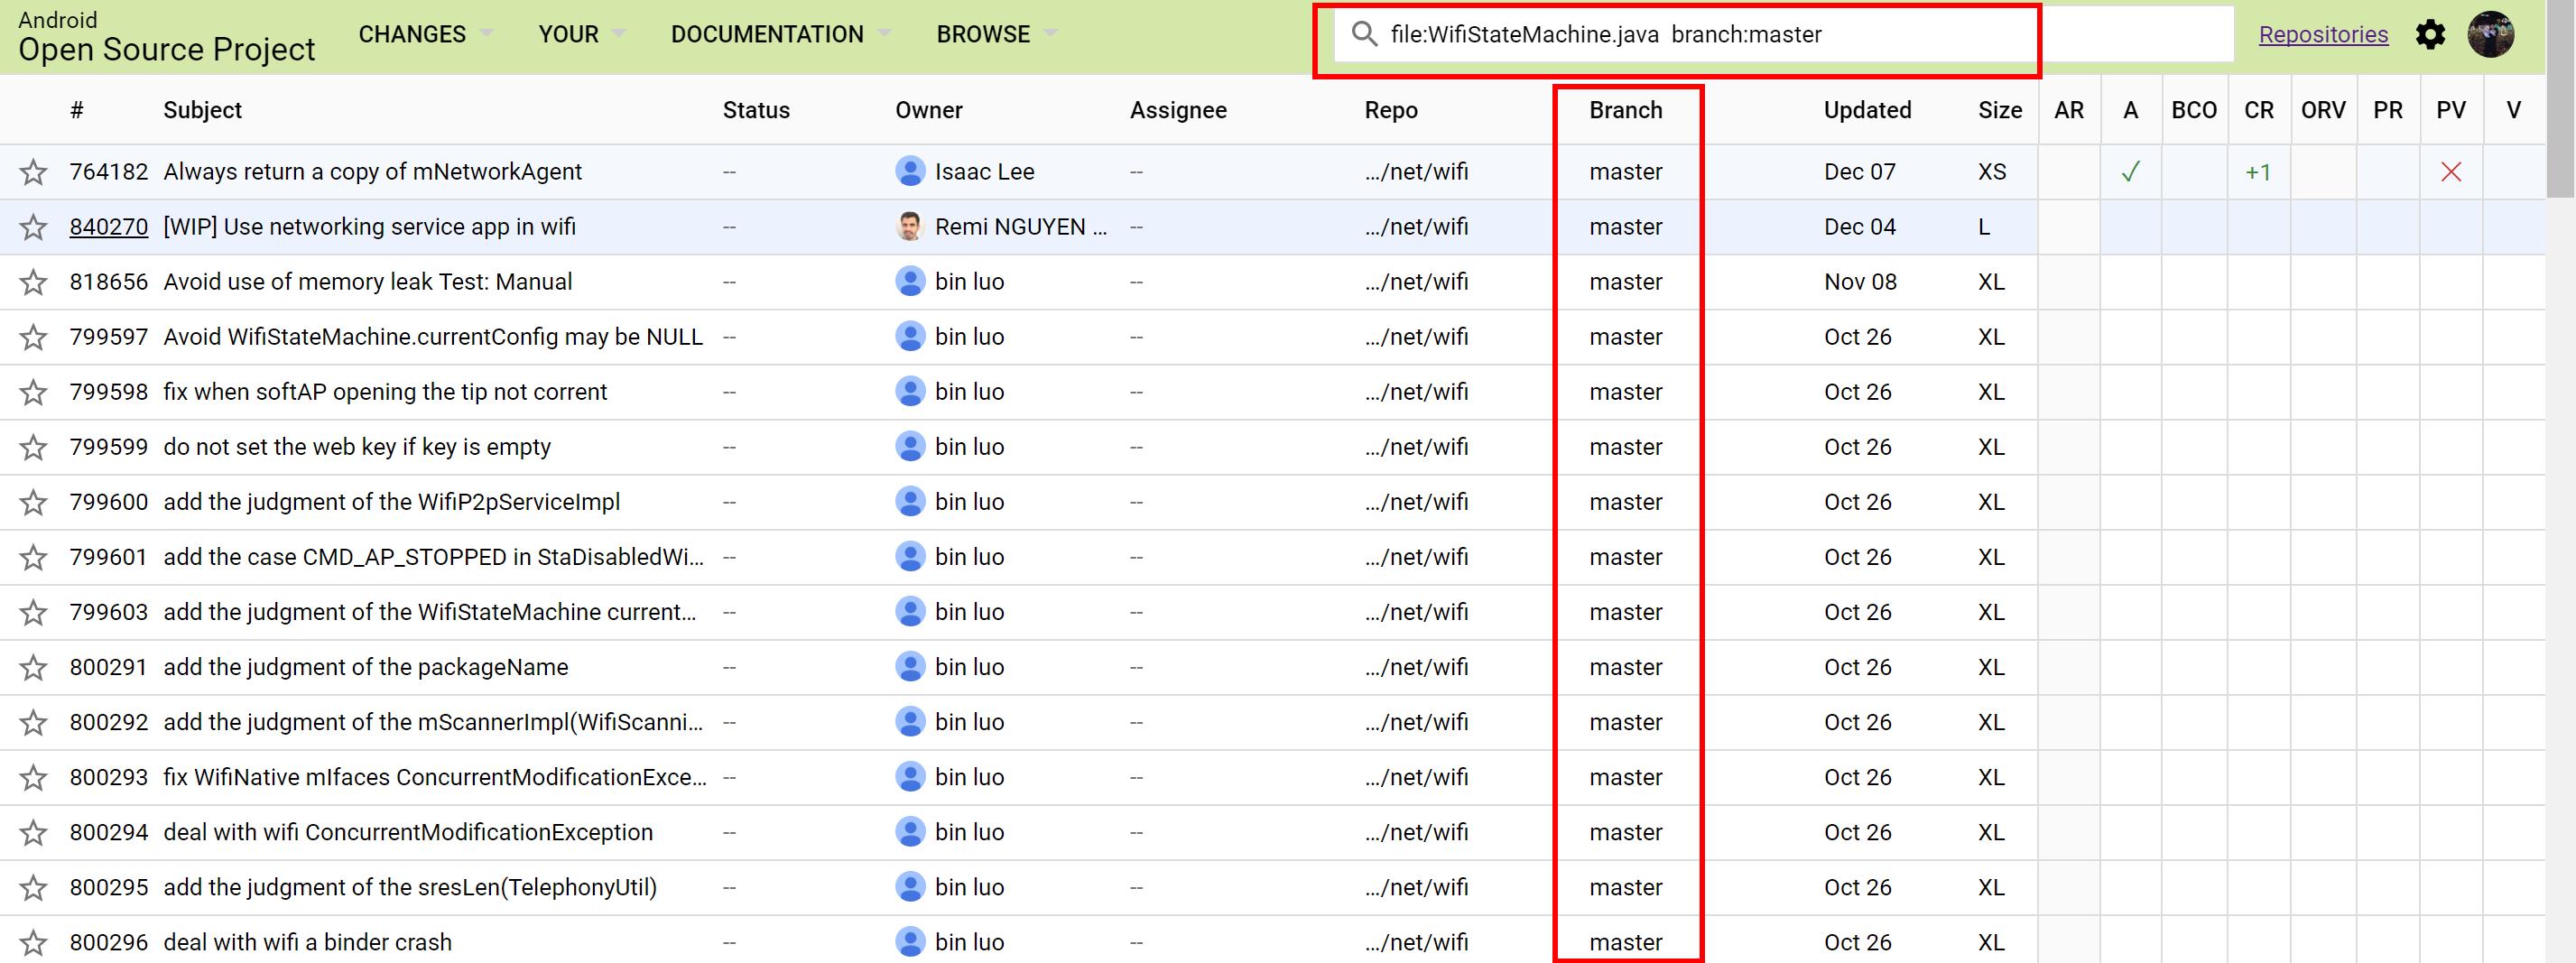 Android
Open Source Project
CHANGES YOUR DOCUMENTATION BROWSE file:WifiStateMachine.java branch:master Repositories
# Subject Status Owner Assignee Repo Branch Updated Size AR A BCO CR ORV PR PV V
764182 Always return a copy of mNetworkAgent -- Isaac Lee -- .../net/wifi master Dec 07 XS ✓ +1 ✕
840270 [WIP] Use networking service app in wifi -- Remi NGUYEN ... -- .../net/wifi master Dec 04 L
818656 Avoid use of memory leak Test: Manual -- bin luo -- .../net/wifi master Nov 08 XL
799597 Avoid WifiStateMachine.currentConfig may be NULL -- bin luo -- .../net/wifi master Oct 26 XL
799598 fix when softAP opening the tip not corrent -- bin luo -- .../net/wifi master Oct 26 XL
799599 do not set the web key if key is empty -- bin luo -- .../net/wifi master Oct 26 XL
799600 add the judgment of the WifiP2pServiceImpl -- bin luo -- .../net/wifi master Oct 26 XL
799601 add the case CMD_AP_STOPPED in StaDisabledWi... -- bin luo -- .../net/wifi master Oct 26 XL
799603 add the judgment of the WifiStateMachine current... -- bin luo -- .../net/wifi master Oct 26 XL
800291 add the judgment of the packageName -- bin luo -- .../net/wifi master Oct 26 XL
800292 add the judgment of the mScannerImpl(WifiScanni... -- bin luo -- .../net/wifi master Oct 26 XL
800293 fix WifiNative mIfaces ConcurrentModificationExce... -- bin luo -- .../net/wifi master Oct 26 XL
800294 deal with wifi ConcurrentModificationException -- bin luo -- .../net/wifi master Oct 26 XL
800295 add the judgment of the sresLen(TelephonyUtil) -- bin luo -- .../net/wifi master Oct 26 XL
800296 deal with wifi a binder crash -- bin luo -- .../net/wifi master Oct 26 XL